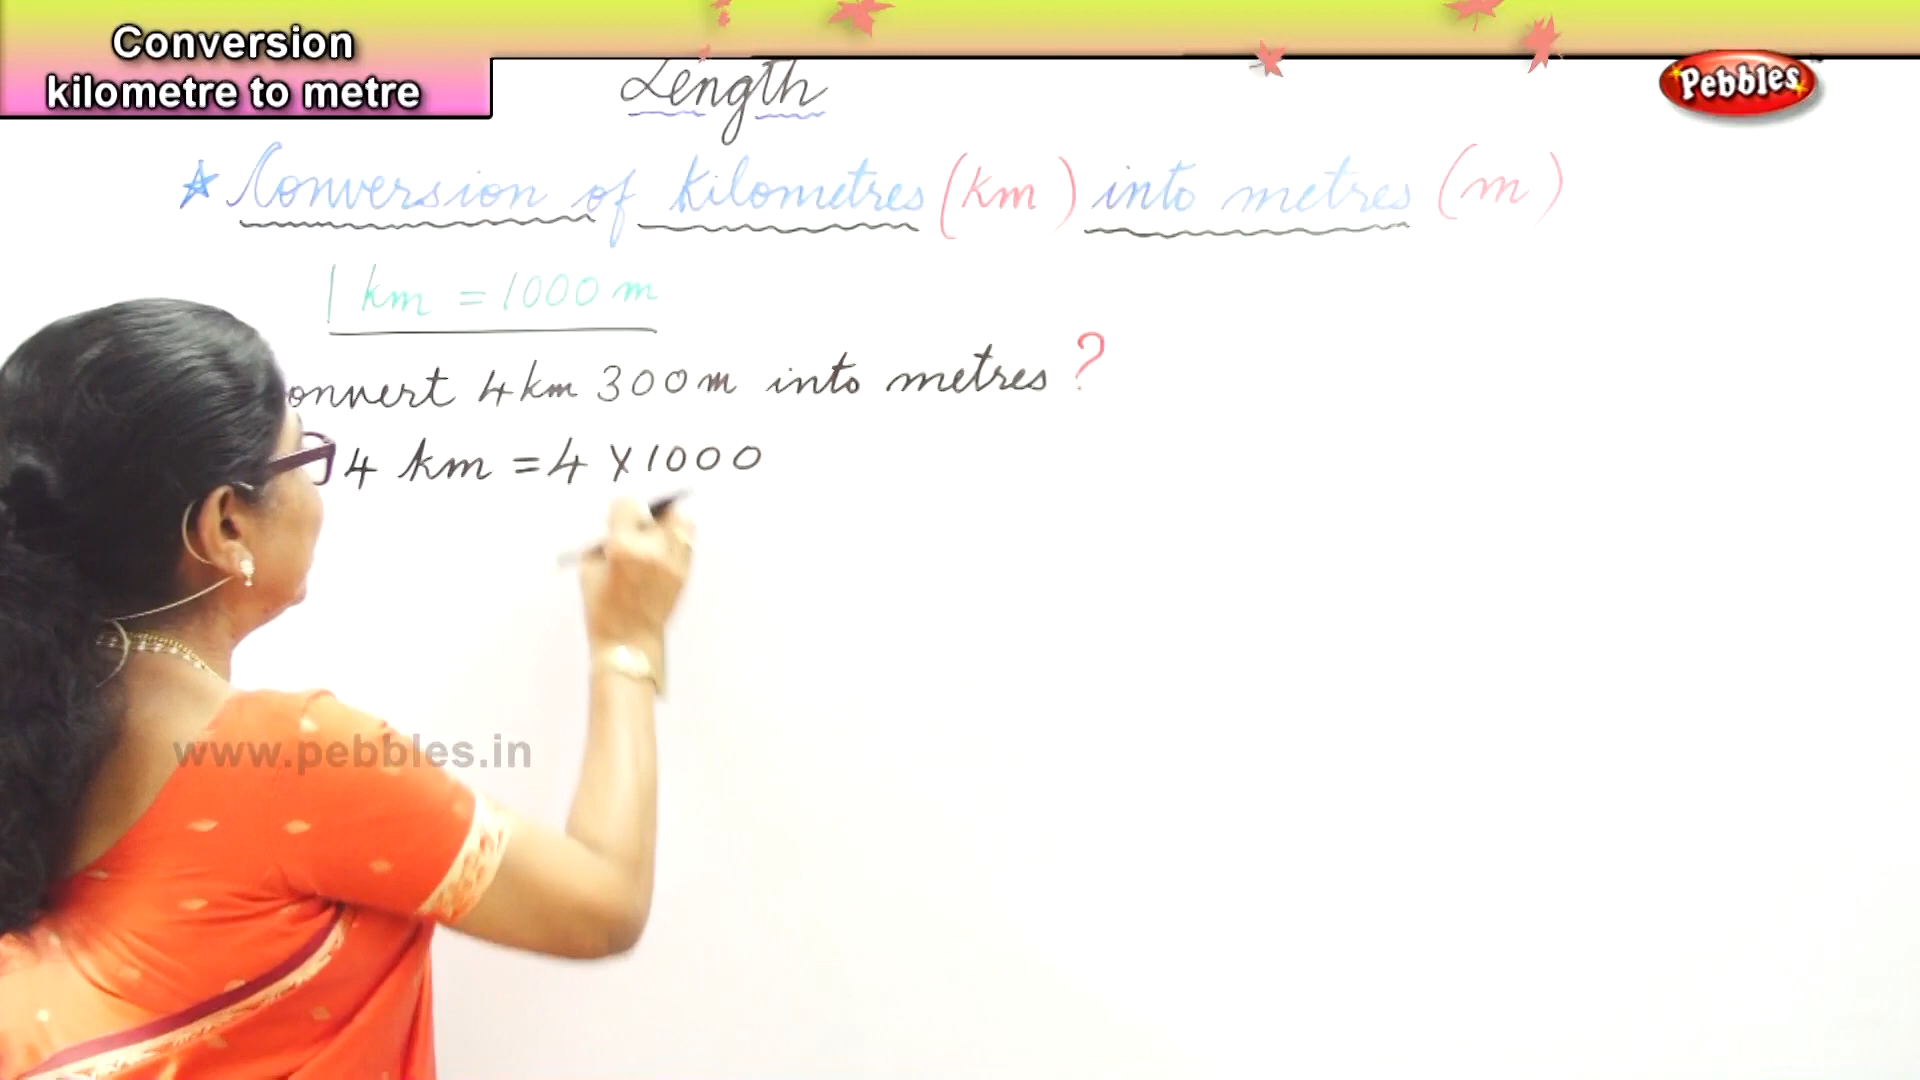 Conversion
kilometre to metre
Pebbles
Length
Conversion of kilometres (km) into metres (m)
1 km = 1000 m
onvert 4 km 300 m into metres ?
4 km = 4 X 1000
www.pebbles.in